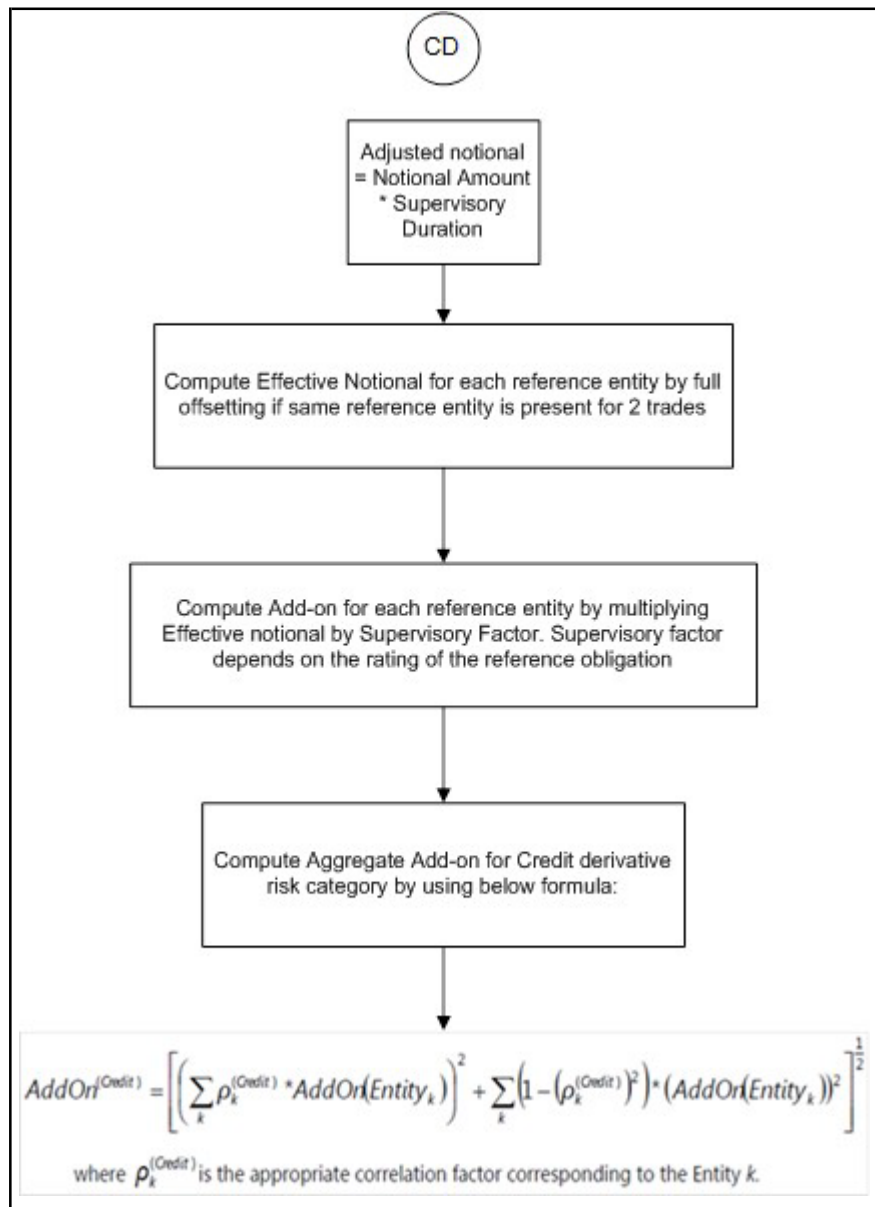 CD
Adjusted notional
= Notional Amount
* Supervisory
Duration
Compute Effective Notional for each reference entity by full
offsetting if same reference entity is present for 2 trades
Compute Add-on for each reference entity by multiplying
Effective notional by Supervisory Factor. Supervisory factor
depends on the rating of the reference obligation
Compute Aggregate Add-on for Credit derivative
risk category by using below formula:
AddOn^(Credit) = [(∑_k ρ_k^(Credit) * AddOn(Entity_k))^2 + ∑_k (1 − (ρ_k^(Credit))^2) * (AddOn(Entity_k))^2]^(1/2)
where ρ_k^(Credit) is the appropriate correlation factor corresponding to the Entity k.